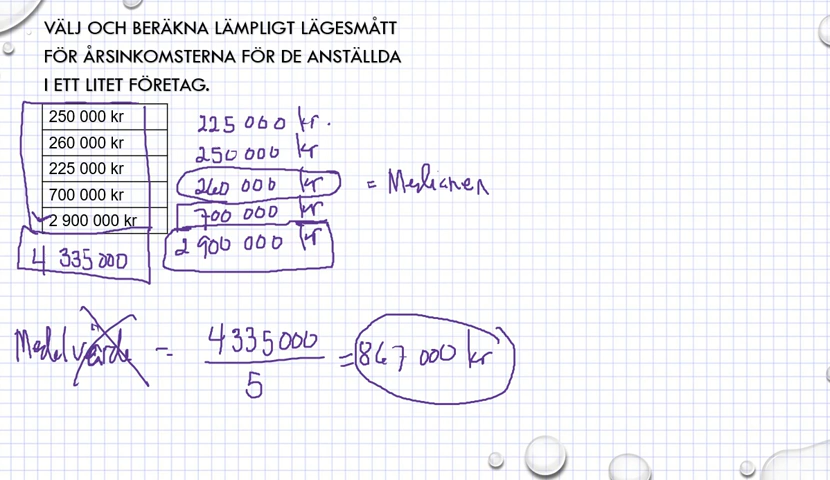 VÄLJ OCH BERÄKNA LÄMPLIGT LÄGESMÅTT
FÖR ÅRSINKOMSTERNA FÖR DE ANSTÄLLDA
I ETT LITET FÖRETAG.
250 000 kr
260 000 kr
225 000 kr
700 000 kr
2 900 000 kr
4 335 000
225 000 kr.
250 000 kr
260 000 kr = Medianen
700 000 kr
2 900 000 kr
Medelvärde = 4335000 / 5 = 867 000 kr